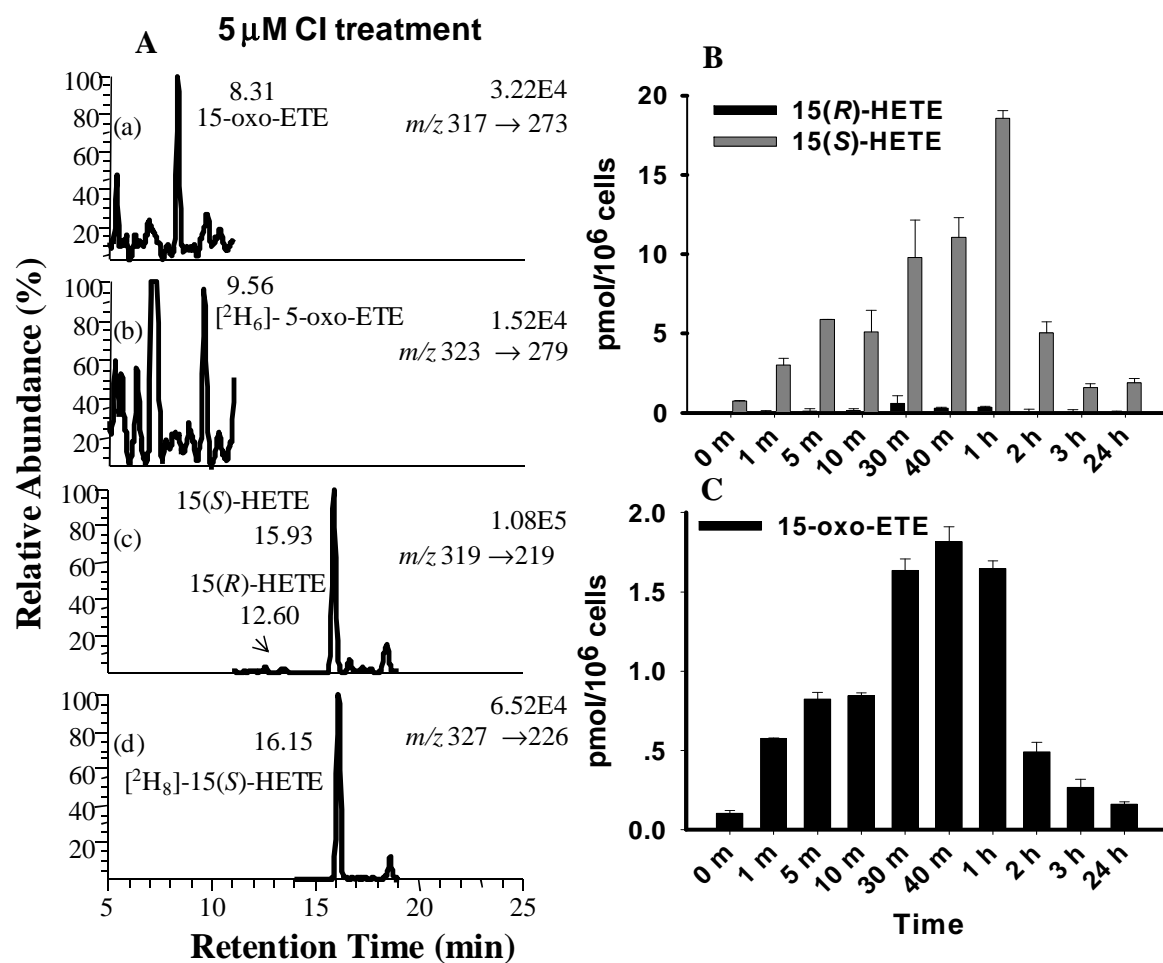 5 μM CI treatment
A
Relative Abundance (%)
100
80
60
40
20
(a)
8.31
15-oxo-ETE
3.22E4
m/z 317 → 273
100
80
60
40
20
(b)
9.56
[²H₆]- 5-oxo-ETE
1.52E4
m/z 323 → 279
100
80
60
40
20
(c)
15(S)-HETE
15.93
15(R)-HETE
12.60
1.08E5
m/z 319 →219
100
80
60
40
20
(d)
16.15
[²H₈]-15(S)-HETE
6.52E4
m/z 327 →226
5 10 15 20 25
Retention Time (min)
B
15(R)-HETE
15(S)-HETE
pmol/10⁶ cells
20
15
10
5
0
0 m 1 m 5 m 10 m 30 m 40 m 1 h 2 h 3 h 24 h
C
15-oxo-ETE
pmol/10⁶ cells
2.0
1.5
1.0
.5
0.0
0 m 1 m 5 m 10 m 30 m 40 m 1 h 2 h 3 h 24 h
Time